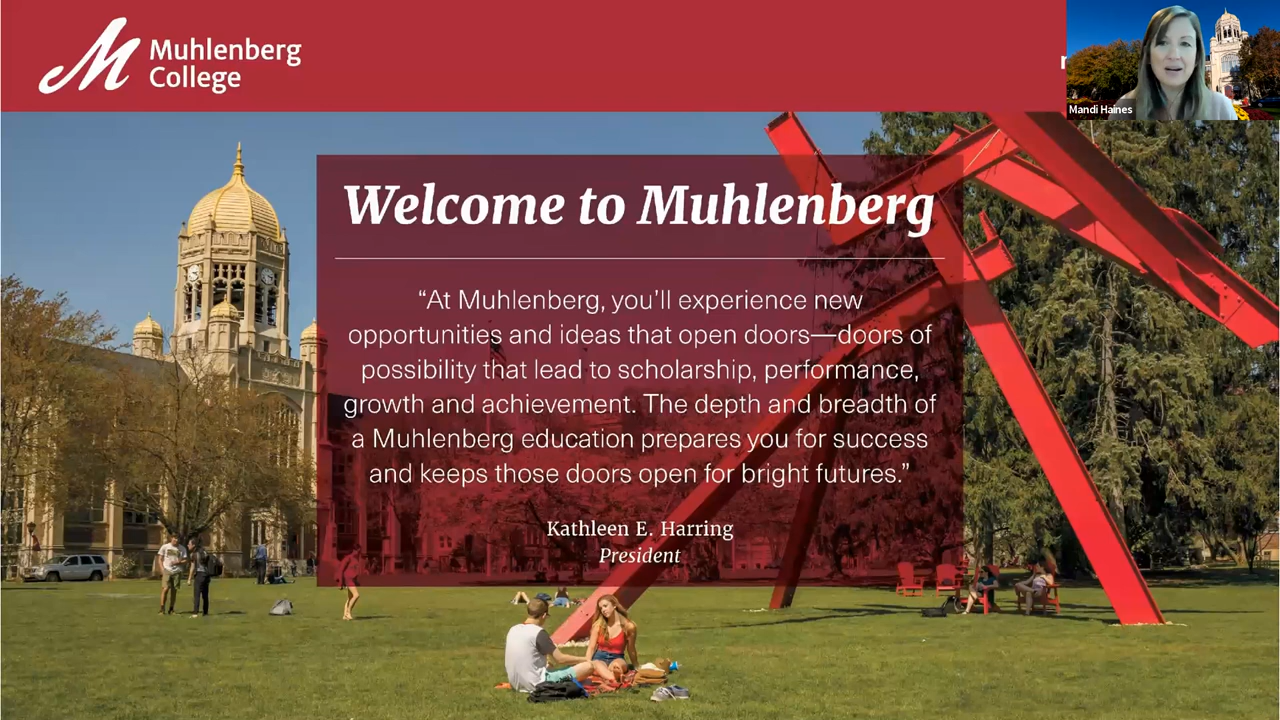 Muhlenberg
College
Mandi Haines
Welcome to Muhlenberg
“At Muhlenberg, you’ll experience new
opportunities and ideas that open doors—doors of
possibility that lead to scholarship, performance,
growth and achievement. The depth and breadth of
a Muhlenberg education prepares you for success
and keeps those doors open for bright futures.”
Kathleen E. Harring
President